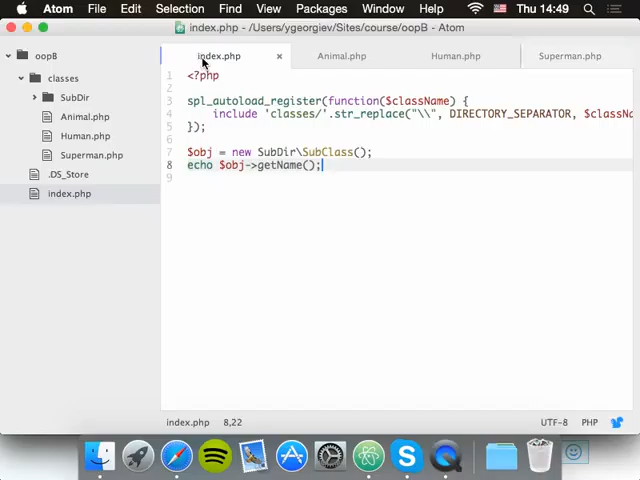 Atom File Edit Selection Find View Packages Window Help Thu 14:49
index.php - /Users/ygeorgiev/Sites/course/oopB - Atom
oopB
classes
SubDir
Animal.php
Human.php
Superman.php
.DS_Store
index.php
index.php × Animal.php Human.php Superman.php
1 <?php
2
3 spl_autoload_register(function($className) {
4 include 'classes/'.str_replace("\\", DIRECTORY_SEPARATOR, $classNa
5 });
6
7 $obj = new SubDir\SubClass();
8 echo $obj->getName();
9
index.php 8,22 UTF-8 PHP